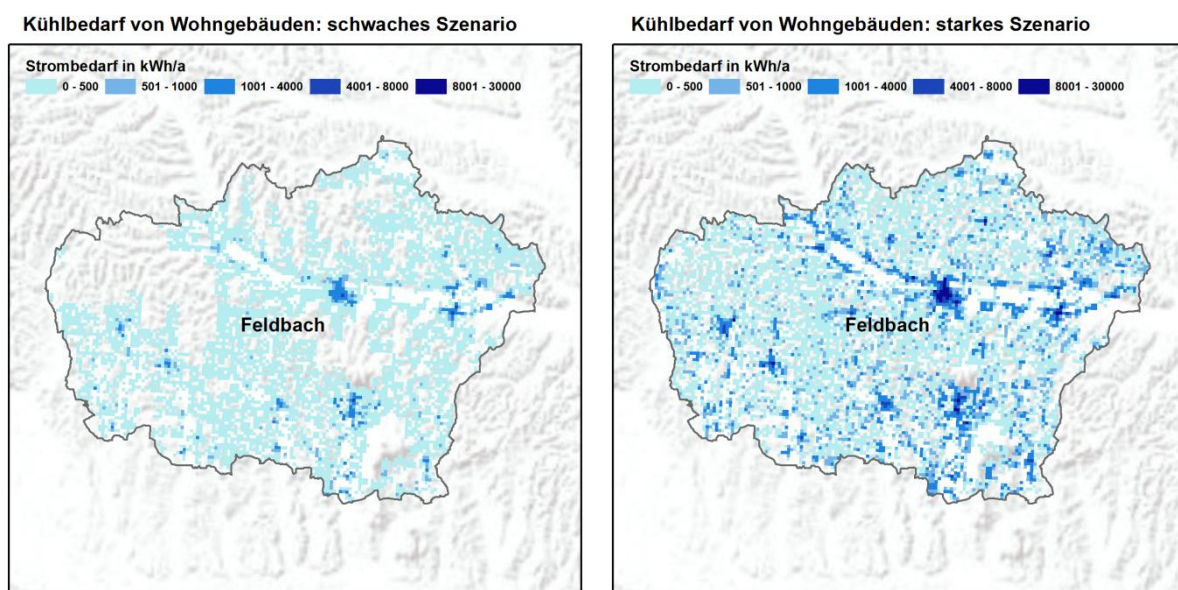 Kühlbedarf von Wohngebäuden: schwaches Szenario
Strombedarf in kWh/a
0 - 500 501 - 1000 1001 - 4000 4001 - 8000 8001 - 30000
Feldbach
Kühlbedarf von Wohngebäuden: starkes Szenario
Strombedarf in kWh/a
0 - 500 501 - 1000 1001 - 4000 4001 - 8000 8001 - 30000
Feldbach